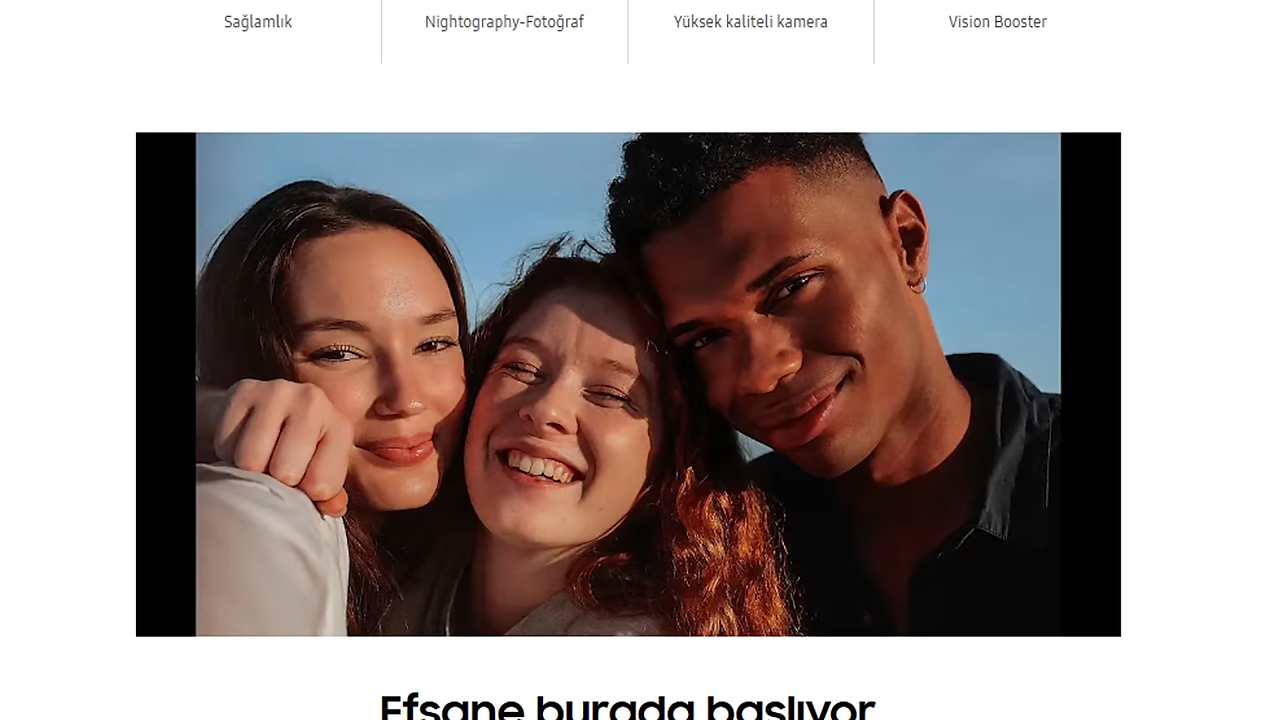 Sağlamlık
Nightography-Fotoğraf
Yüksek kaliteli kamera
Vision Booster
Efsane burada başlıyor